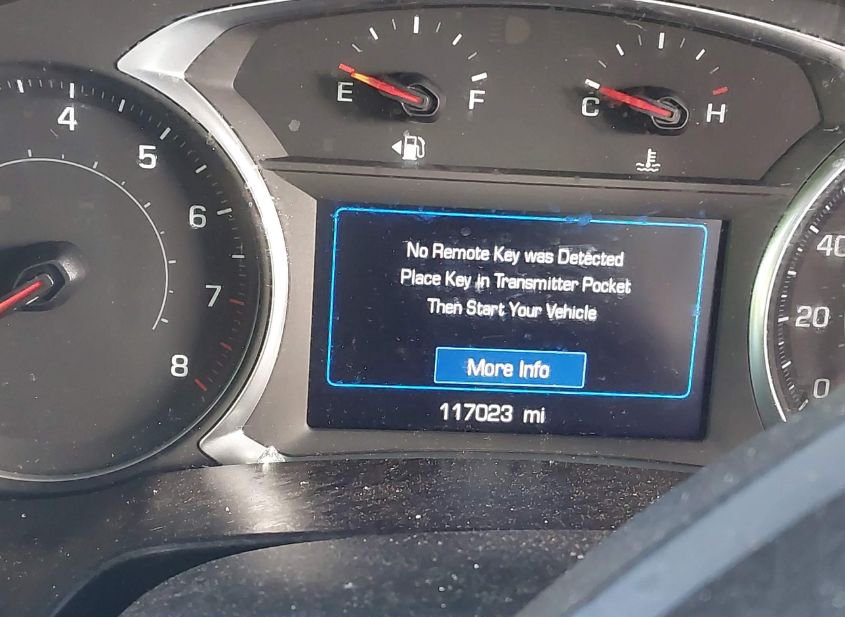 E
F
C
H
4
5
6
7
8
No Remote Key was Detected
Place Key In Transmitter Pocket
Then Start Your Vehicle
More Info
117023 mi
40
20
0